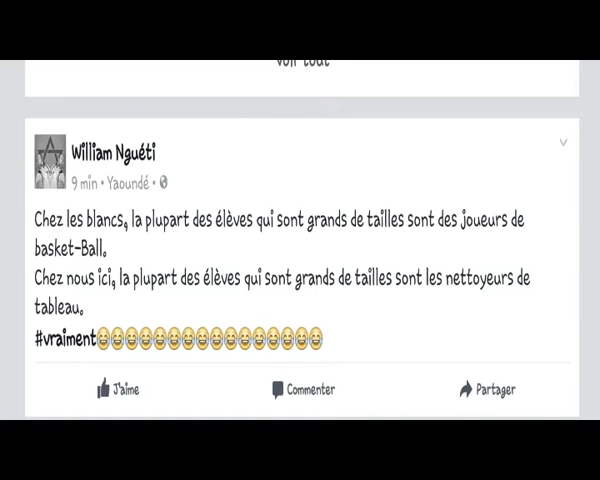 voir tout
William Nguéti
9 min • Yaoundé •
Chez les blancs, la plupart des élèves qui sont grands de tailles sont des joueurs de
basket-Ball.
Chez nous ici, la plupart des élèves qui sont grands de tailles sont les nettoyeurs de
tableau.
#vraiment😂😂😂😂😂😂😂😂😂😂😂😂😂😂😂😂
J'aime
Commenter
Partager